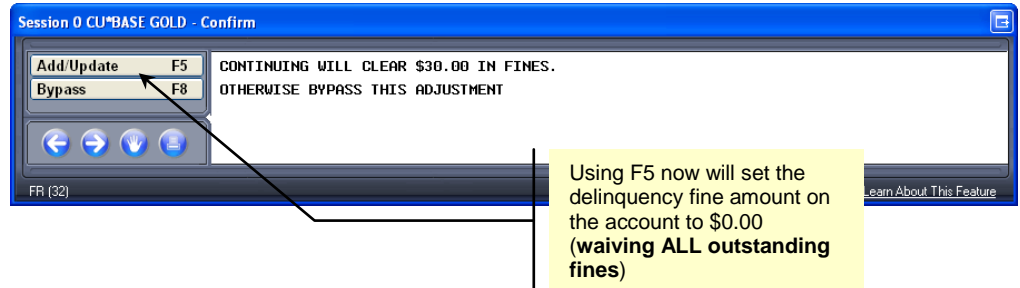 Session 0 CU*BASE GOLD - Confirm
Add/Update F5
Bypass F8
CONTINUING WILL CLEAR $30.00 IN FINES.
OTHERWISE BYPASS THIS ADJUSTMENT
FR (32)
Learn About This Feature
Using F5 now will set the
delinquency fine amount on
the account to $0.00
(waiving ALL outstanding
fines)